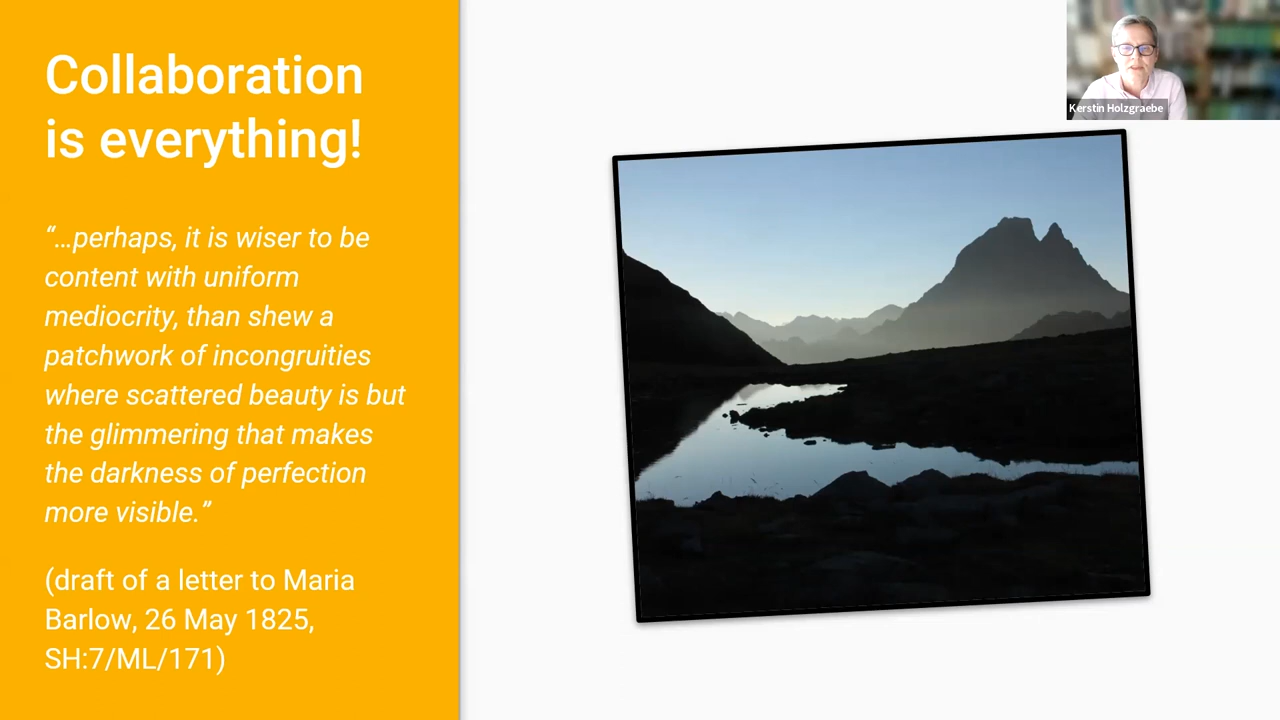 Collaboration
is everything!
“…perhaps, it is wiser to be
content with uniform
mediocrity, than shew a
patchwork of incongruities
where scattered beauty is but
the glimmering that makes
the darkness of perfection
more visible.”
(draft of a letter to Maria
Barlow, 26 May 1825,
SH:7/ML/171)
Kerstin Holzgraebe